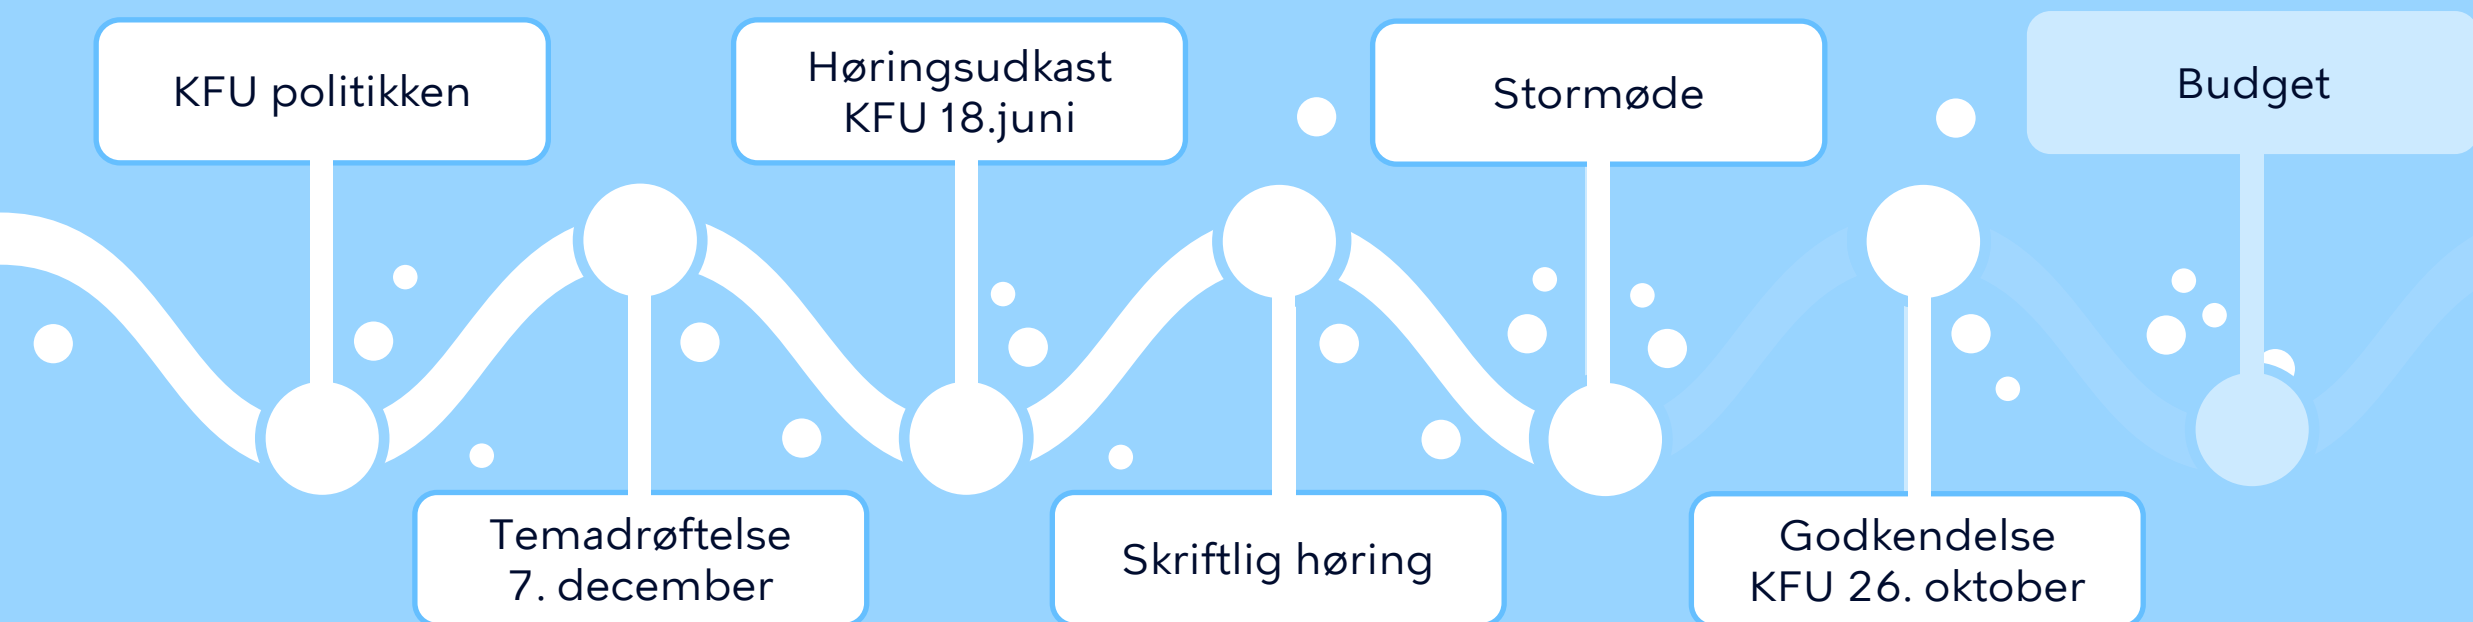 KFU politikken
Temadrøftelse
7. december
Høringsudkast
KFU 18.juni
Skriftlig høring
Stormøde
Godkendelse
KFU 26. oktober
Budget